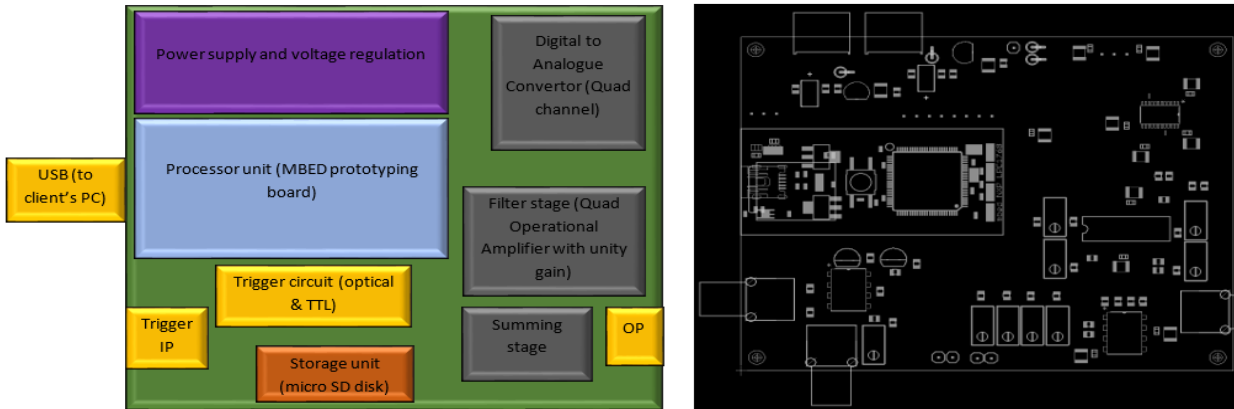 Power supply and voltage regulation
Digital to
Analogue
Convertor (Quad
channel)
Processor unit (MBED prototyping
board)
USB (to
client's PC)
Filter stage (Quad
Operational
Amplifier with unity
gain)
Trigger circuit (optical
& TTL)
Trigger
IP
Summing
stage
OP
Storage unit
(micro SD disk)